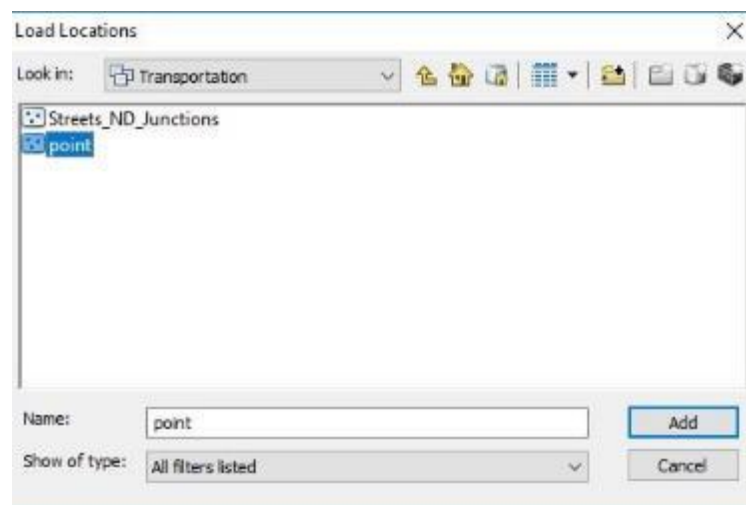 Load Locations
Look in: Transportation
Streets_ND_Junctions
point
Name: point Add
Show of type: All filters listed Cancel